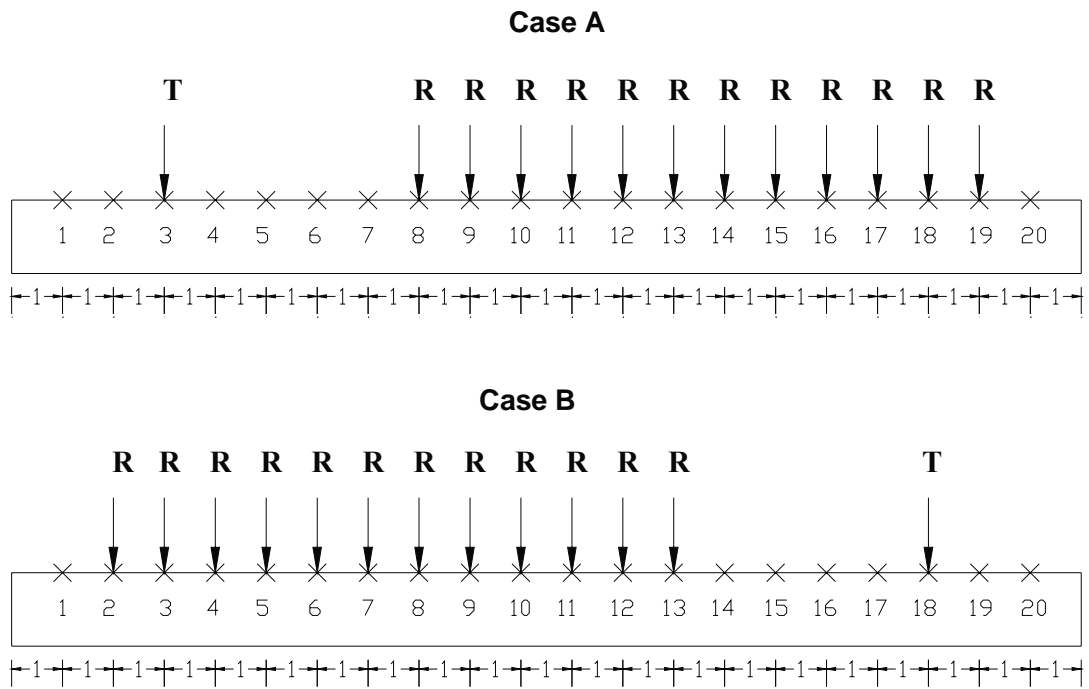 Case A
T R R R R R R R R R R R R
1 2 3 4 5 6 7 8 9 10 11 12 13 14 15 16 17 18 19 20
1 1 1 1 1 1 1 1 1 1 1 1 1 1 1 1 1 1 1 1 1
Case B
R R R R R R R R R R R R T
1 2 3 4 5 6 7 8 9 10 11 12 13 14 15 16 17 18 19 20
1 1 1 1 1 1 1 1 1 1 1 1 1 1 1 1 1 1 1 1 1